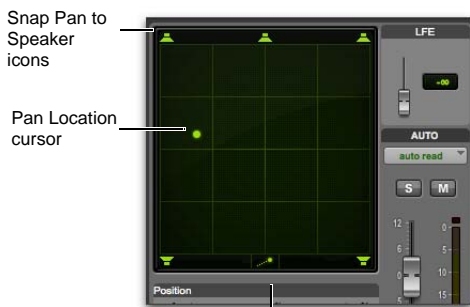 Snap Pan to
Speaker
icons
Pan Location
cursor
LFE
-∞
AUTO
auto read
S M
12
6
0
5
0
5
10
15
Position